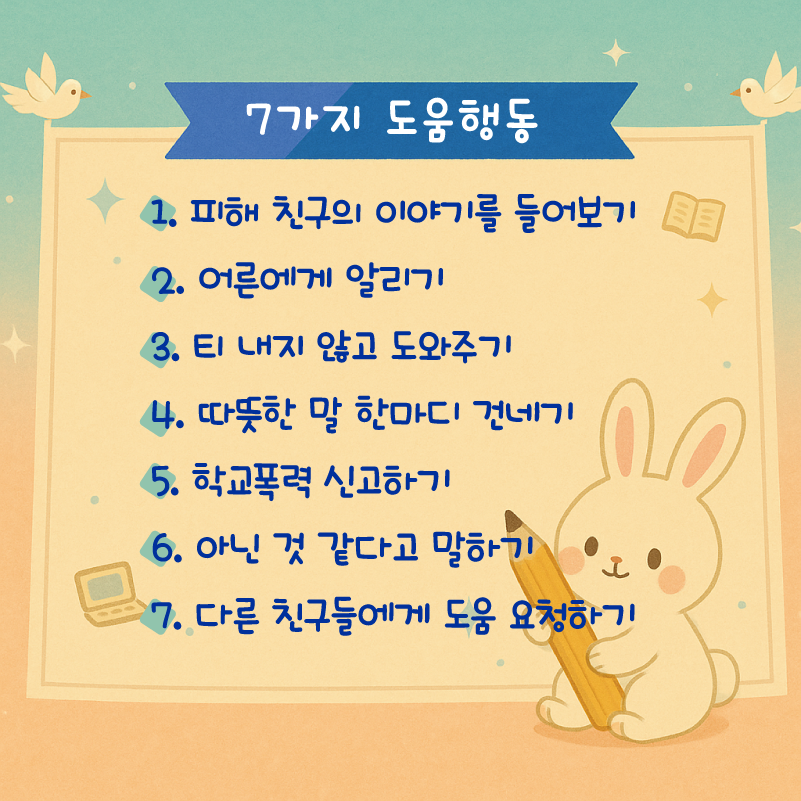 7가지 도움행동
1. 피해 친구의 이야기를 들어보기
2. 어른에게 알리기
3. 티 내지 않고 도와주기
4. 따뜻한 말 한마디 건네기
5. 학교폭력 신고하기
6. 아닌 것 같다고 말하기
7. 다른 친구들에게 도움 요청하기